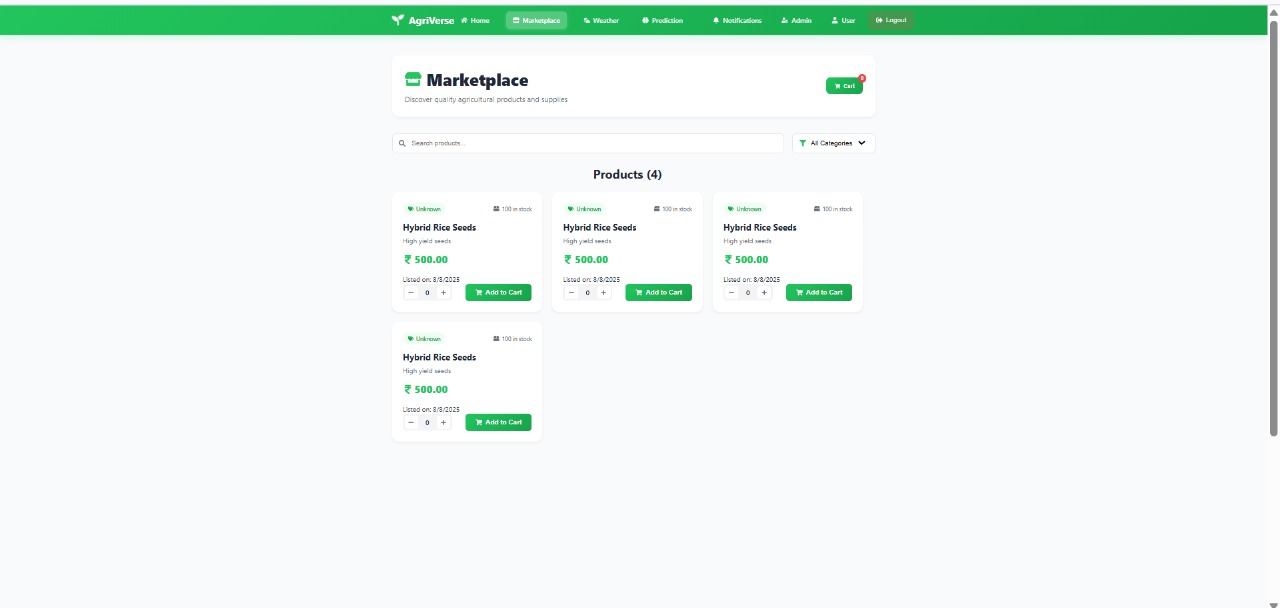 AgriVerse Home Marketplace Weather Prediction Notifications Admin User Logout
Marketplace
Discover quality agricultural products and supplies
Cart
Search products...
All Categories
Products (4)
Unknown 100 in stock
Hybrid Rice Seeds
High yield seeds
₹ 500.00
Listed on: 8/8/2025
− 0 + Add to Cart
Unknown 100 in stock
Hybrid Rice Seeds
High yield seeds
₹ 500.00
Listed on: 8/8/2025
− 0 + Add to Cart
Unknown 100 in stock
Hybrid Rice Seeds
High yield seeds
₹ 500.00
Listed on: 8/8/2025
− 0 + Add to Cart
Unknown 100 in stock
Hybrid Rice Seeds
High yield seeds
₹ 500.00
Listed on: 8/8/2025
− 0 + Add to Cart